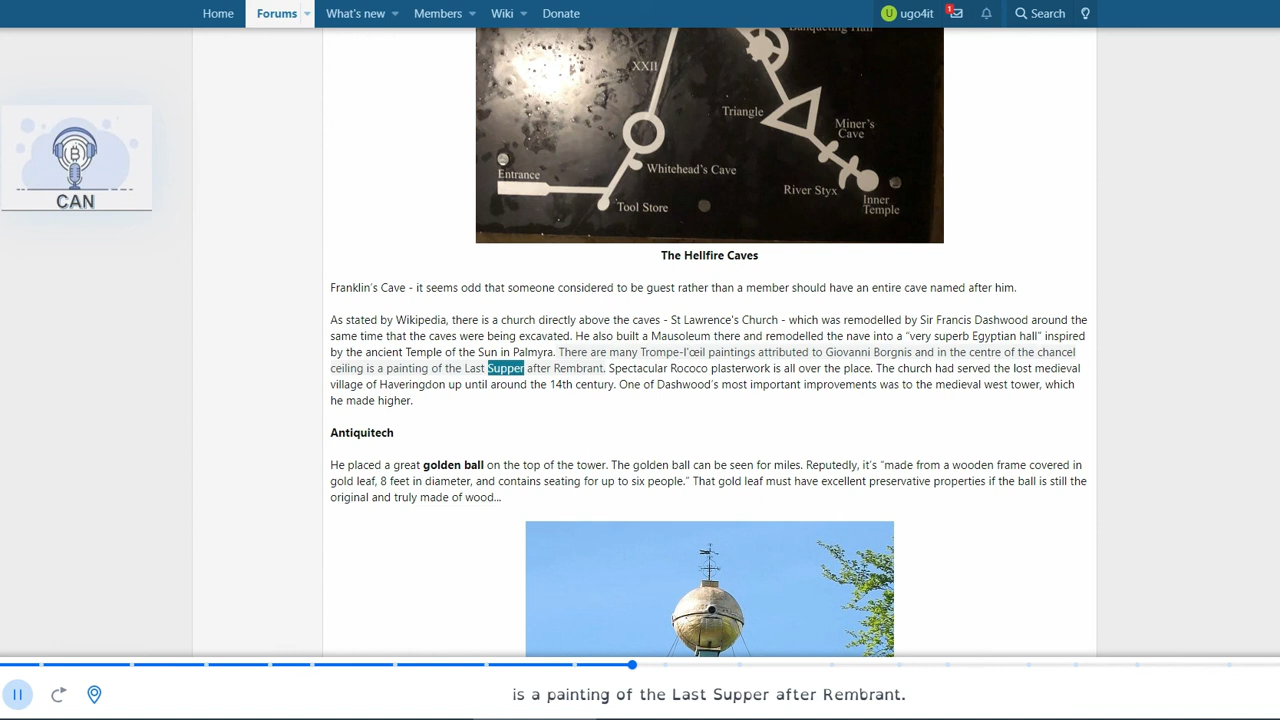 Home Forums What's new Members Wiki Donate ugo4it 1 Search
Banqueting Hall
XXII
Triangle
Miner's
Cave
Entrance
Whitehead's Cave
River Styx
Inner
Temple
Tool Store
CAN
The Hellfire Caves
Franklin's Cave - it seems odd that someone considered to be guest rather than a member should have an entire cave named after him.
As stated by Wikipedia, there is a church directly above the caves - St Lawrence's Church - which was remodelled by Sir Francis Dashwood around the
same time that the caves were being excavated. He also built a Mausoleum there and remodelled the nave into a “very superb Egyptian hall” inspired
by the ancient Temple of the Sun in Palmyra. There are many Trompe-l'œil paintings attributed to Giovanni Borgnis and in the centre of the chancel
ceiling is a painting of the Last Supper after Rembrant. Spectacular Rococo plasterwork is all over the place. The church had served the lost medieval
village of Haveringdon up until around the 14th century. One of Dashwood's most important improvements was to the medieval west tower, which
he made higher.
Antiquitech
He placed a great golden ball on the top of the tower. The golden ball can be seen for miles. Reputedly, it's “made from a wooden frame covered in
gold leaf, 8 feet in diameter, and contains seating for up to six people.” That gold leaf must have excellent preservative properties if the ball is still the
original and truly made of wood...
is a painting of the Last Supper after Rembrant.